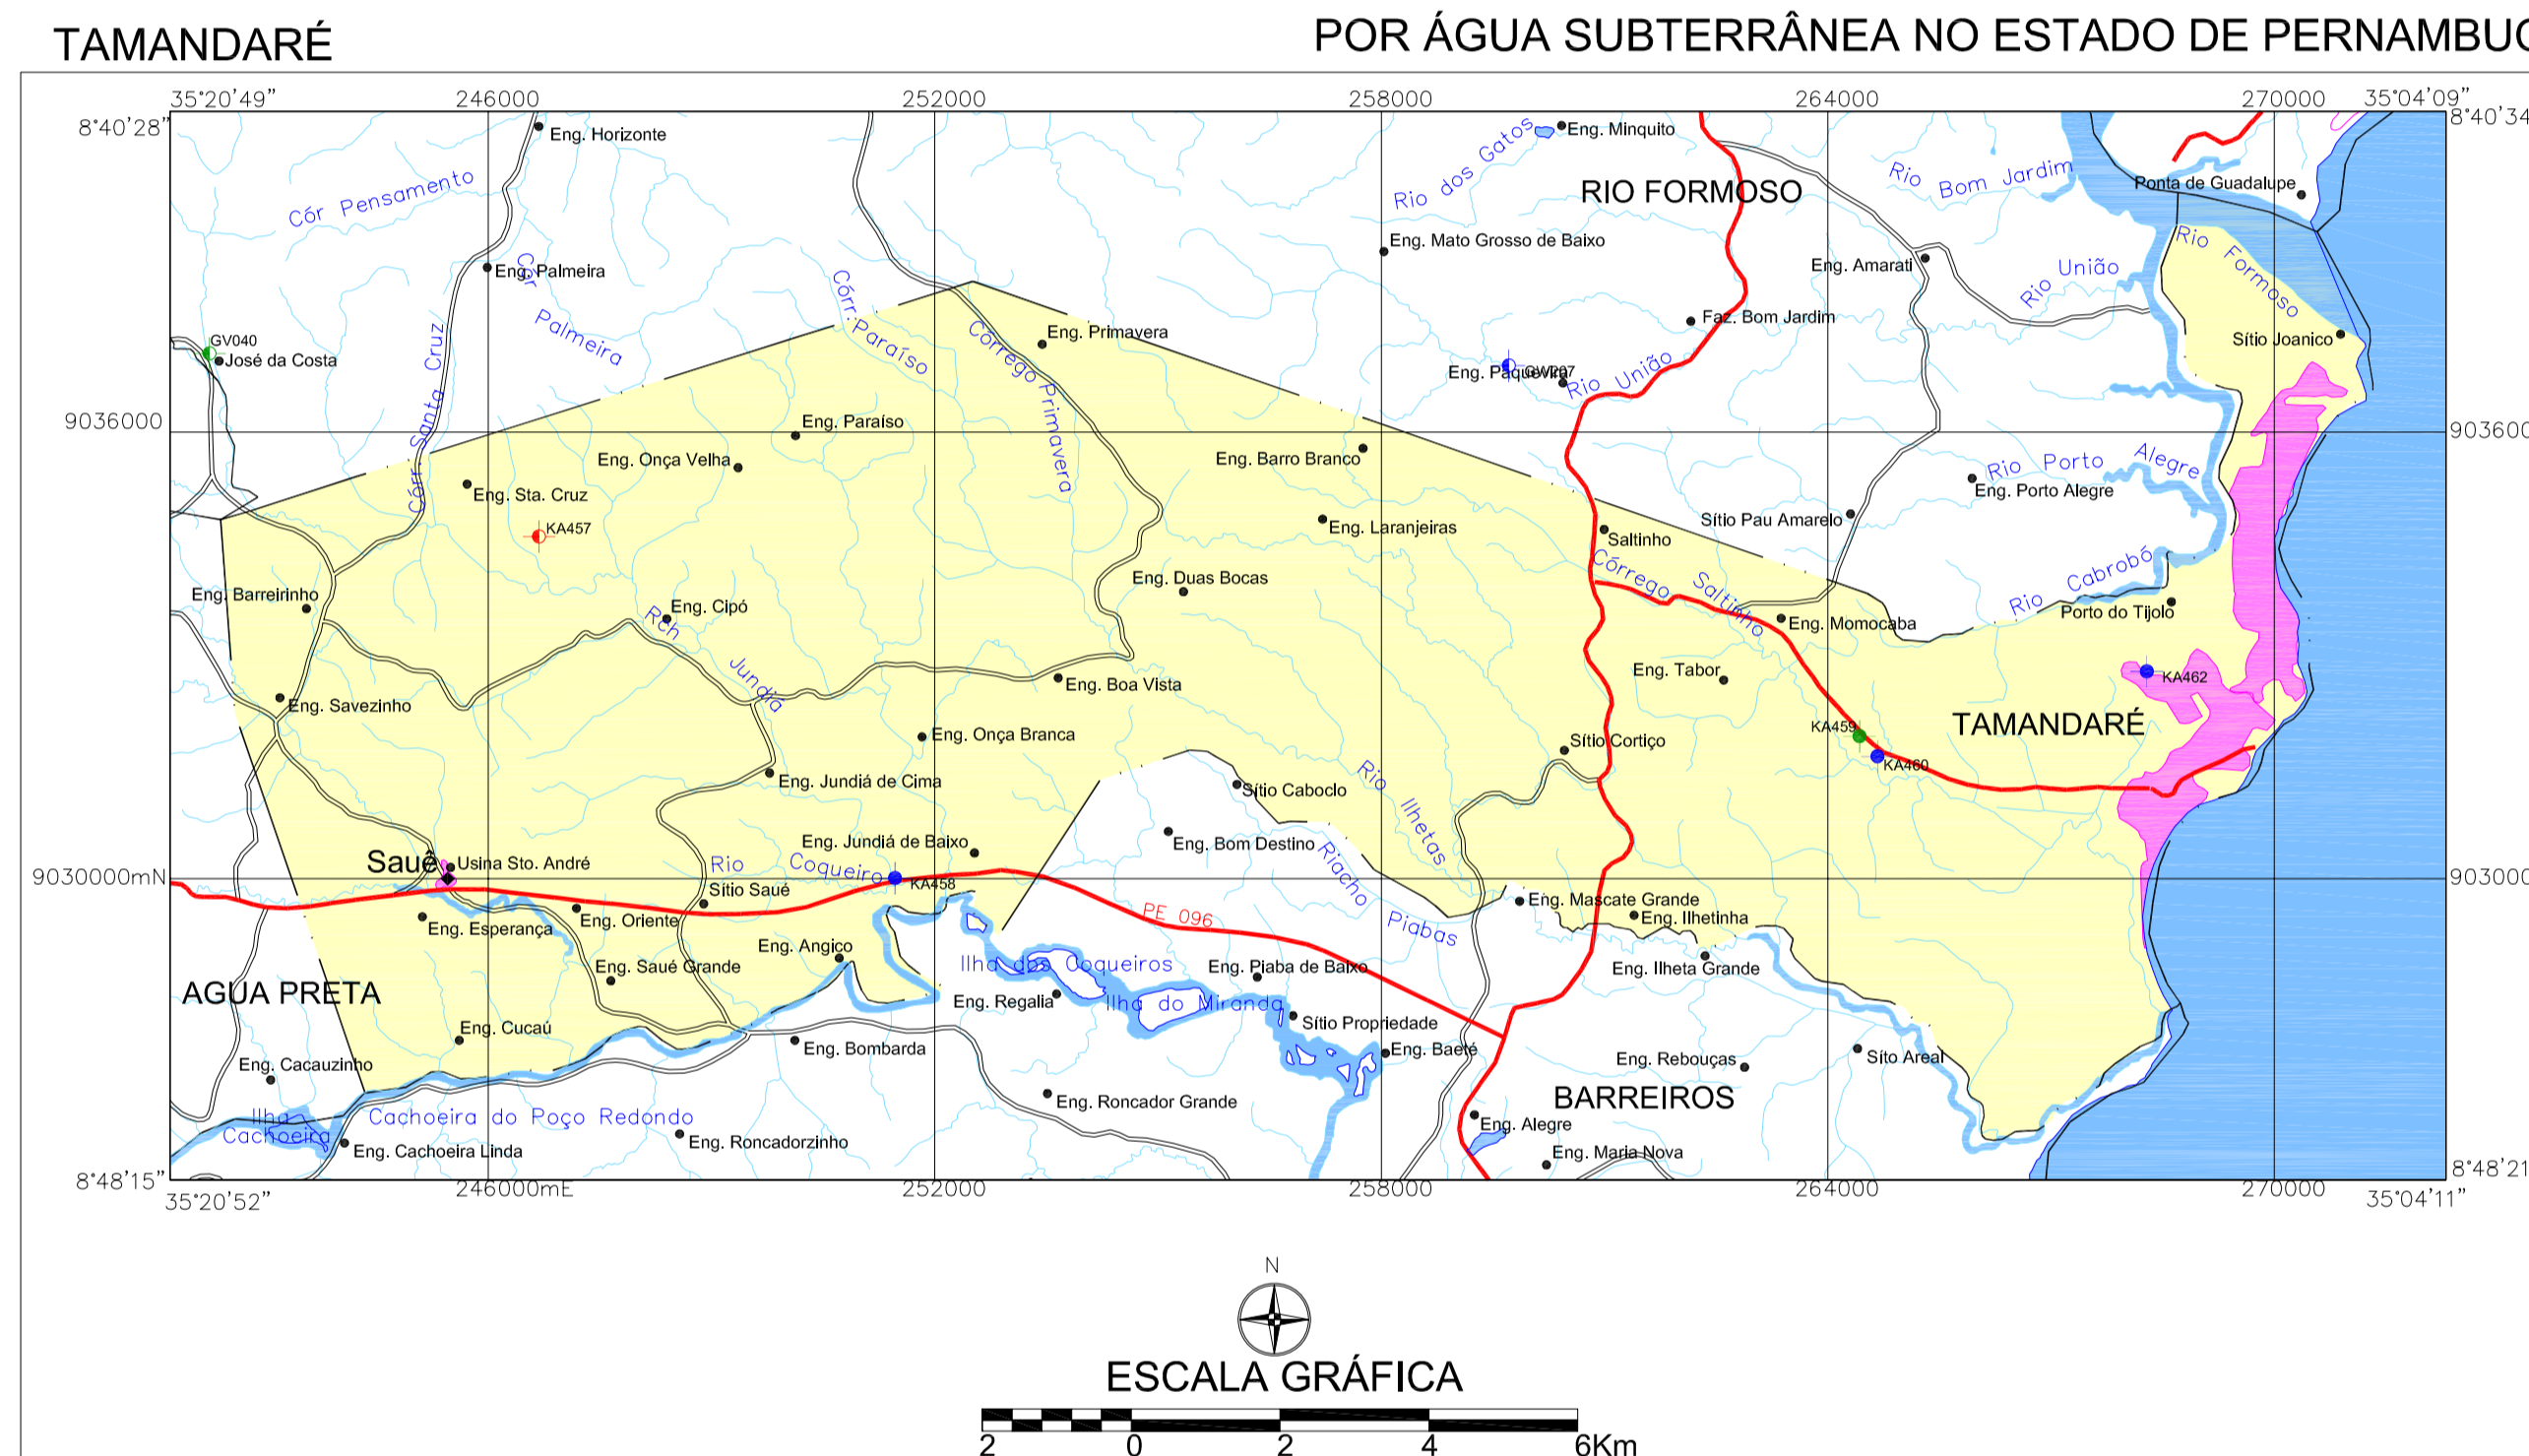 TAMANDARÉ
POR ÁGUA SUBTERRÂNEA NO ESTADO DE PERNAMBUC
35°20'49" 246000 252000 258000 264000 270000 35°04'09"
8°40'28"
8°40'34
Eng. Horizonte
Eng. Minquito
Rio dos Gatos
Cór Pensamento
RIO FORMOSO
Rio Bom Jardim
Ponta de Guadalupe
Eng. Mato Grosso de Baixo
Rio Formoso
Eng. Palmeira
Cór Palmeira
Córr. Paraíso
Eng. Amarati
Rio União
Faz. Bom Jardim
Córr. Santa Cruz
Córrego Primavera
Eng. Primavera
GV040
José da Costa
Sítio Joanico
Eng. Paquevira
GW207
Rio União
9036000
903600
Eng. Paraíso
Eng. Onça Velha
Eng. Barro Branco
Rio Porto Alegre
Eng. Sta. Cruz
Eng. Porto Alegre
KA457
Eng. Laranjeiras
Sítio Pau Amarelo
Saltinho
Córrego Saltinho
Eng. Duas Bocas
Rio Cabrobó
Eng. Barreirinho
Eng. Cipó
Porto do Tijolo
Rch Jundiá
Eng. Momocaba
Eng. Tabor
KA462
Eng. Boa Vista
Eng. Savezinho
TAMANDARÉ
KA459
Eng. Onça Branca
Sítio Cortiço
KA460
Eng. Jundiá de Cima
Sítio Caboclo
Rio Ilhetas
Eng. Jundiá de Baixo
Eng. Bom Destino
Sauê
Usina Sto. André
Rio Coqueiro
Riacho Piabas
9030000mN
903000
KA458
Sítio Saué
Eng. Mascate Grande
PE 096
Eng. Oriente
Eng. Ilhetinha
Eng. Esperança
Eng. Angico
Eng. Saué Grande
Ilha dos Coqueiros
Eng. Piaba de Baixo
Eng. Ilheta Grande
AGUA PRETA
Eng. Regalia
Ilha do Miranda
Sítio Propriedade
Eng. Cucaú
Eng. Bombarda
Eng. Baeté
Eng. Rebouças
Síto Areal
Eng. Cacauzinho
BARREIROS
Eng. Roncador Grande
Ilha Cachoeira
Cachoeira do Poço Redondo
Eng. Alegre
Eng. Roncadorzinho
Eng. Cachoeira Linda
Eng. Maria Nova
8°48'15"
8°48'21
35°20'52" 246000mE 252000 258000 264000 270000 35°04'11"
N
ESCALA GRÁFICA
2 0 2 4 6Km